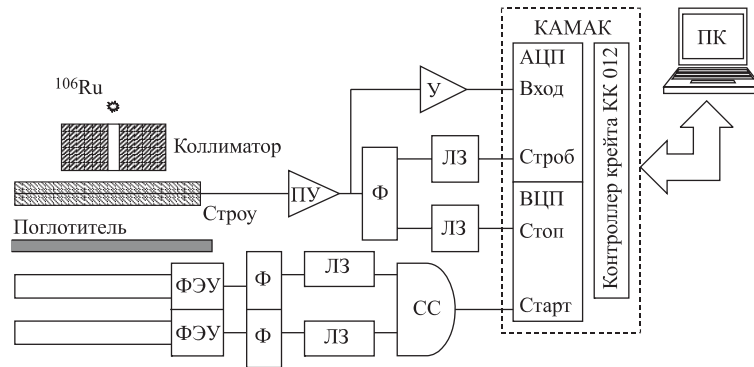 КАМАК
ПК
АЦП
Вход
Строб
ВЦП
Стоп
Старт
Контроллер крейта КК 012
¹⁰⁶Ru
Коллиматор
У
ЛЗ
ПУ
Ф
Строу
ЛЗ
Поглотитель
ФЭУ
Ф
ЛЗ
СС
ФЭУ
Ф
ЛЗ